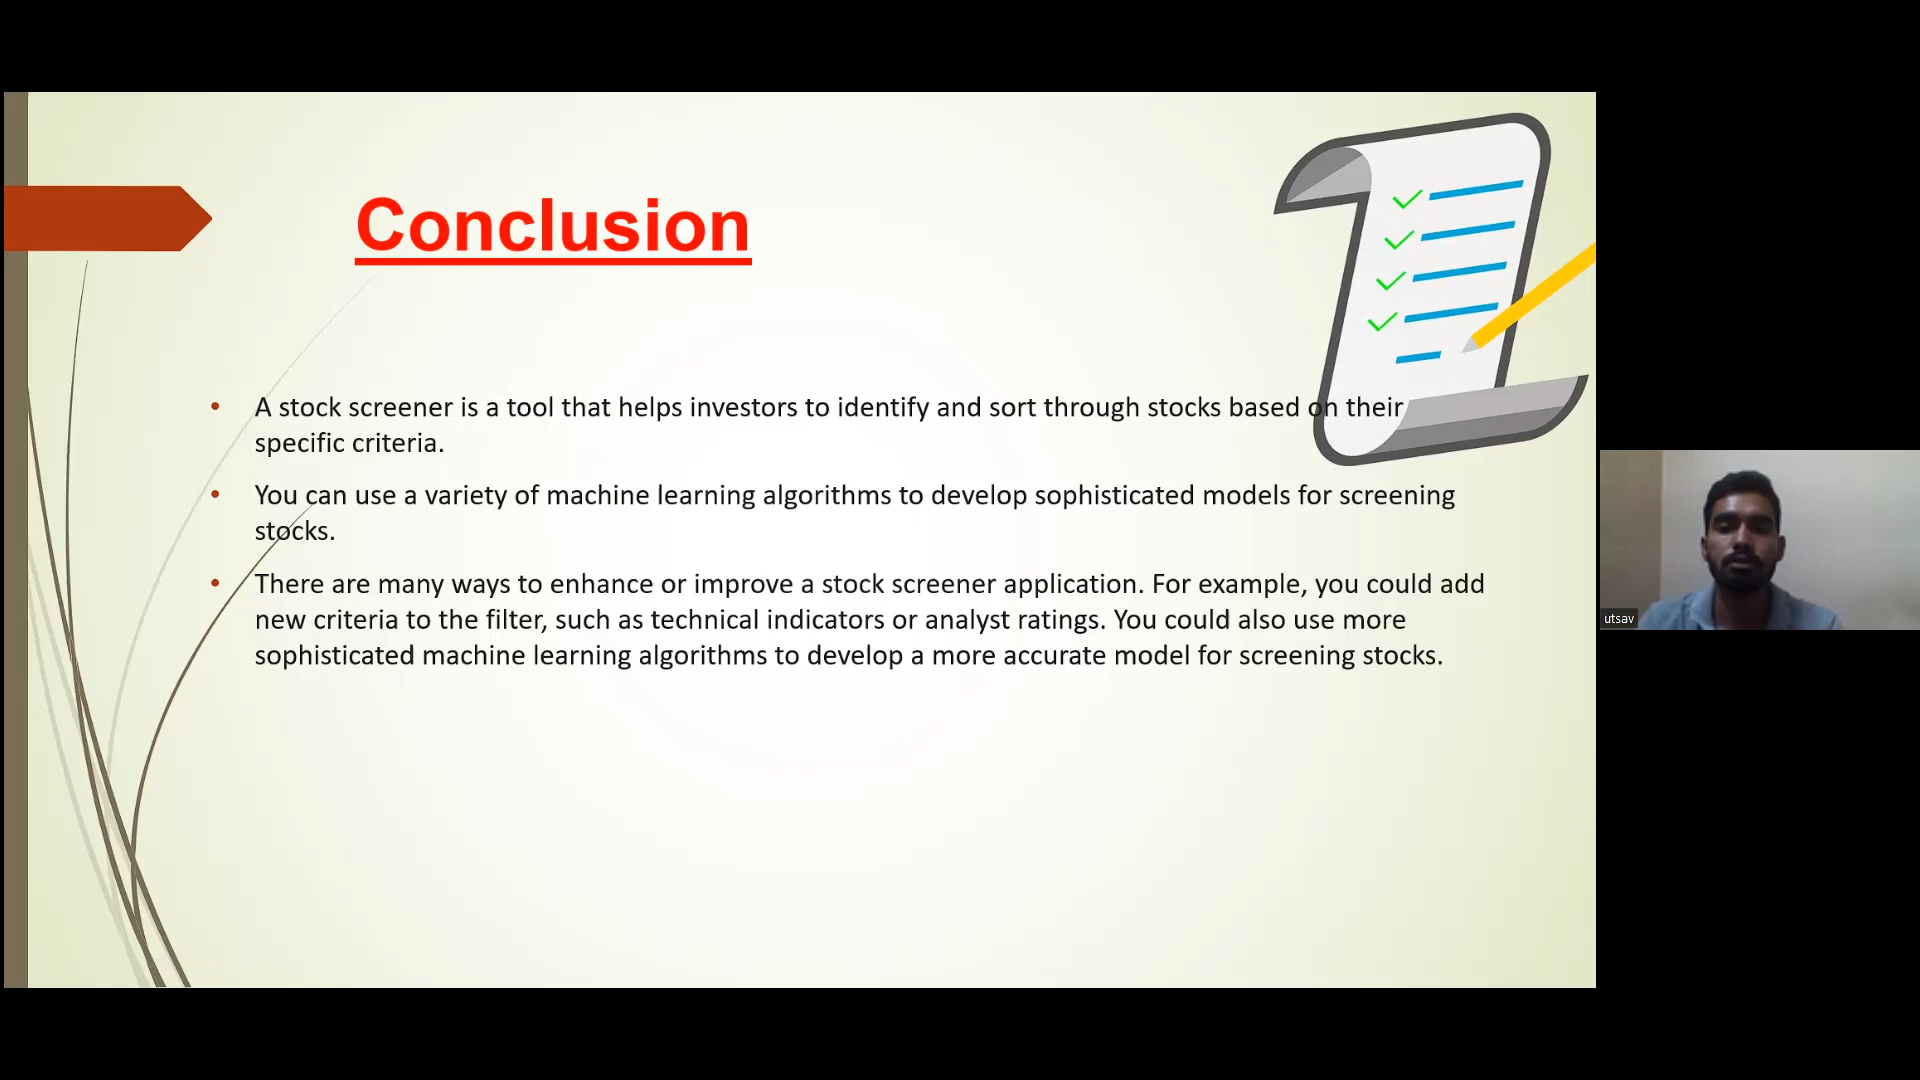 Conclusion
• A stock screener is a tool that helps investors to identify and sort through stocks based on their
specific criteria.
• You can use a variety of machine learning algorithms to develop sophisticated models for screening
stocks.
• There are many ways to enhance or improve a stock screener application. For example, you could add
new criteria to the filter, such as technical indicators or analyst ratings. You could also use more
sophisticated machine learning algorithms to develop a more accurate model for screening stocks.
utsav